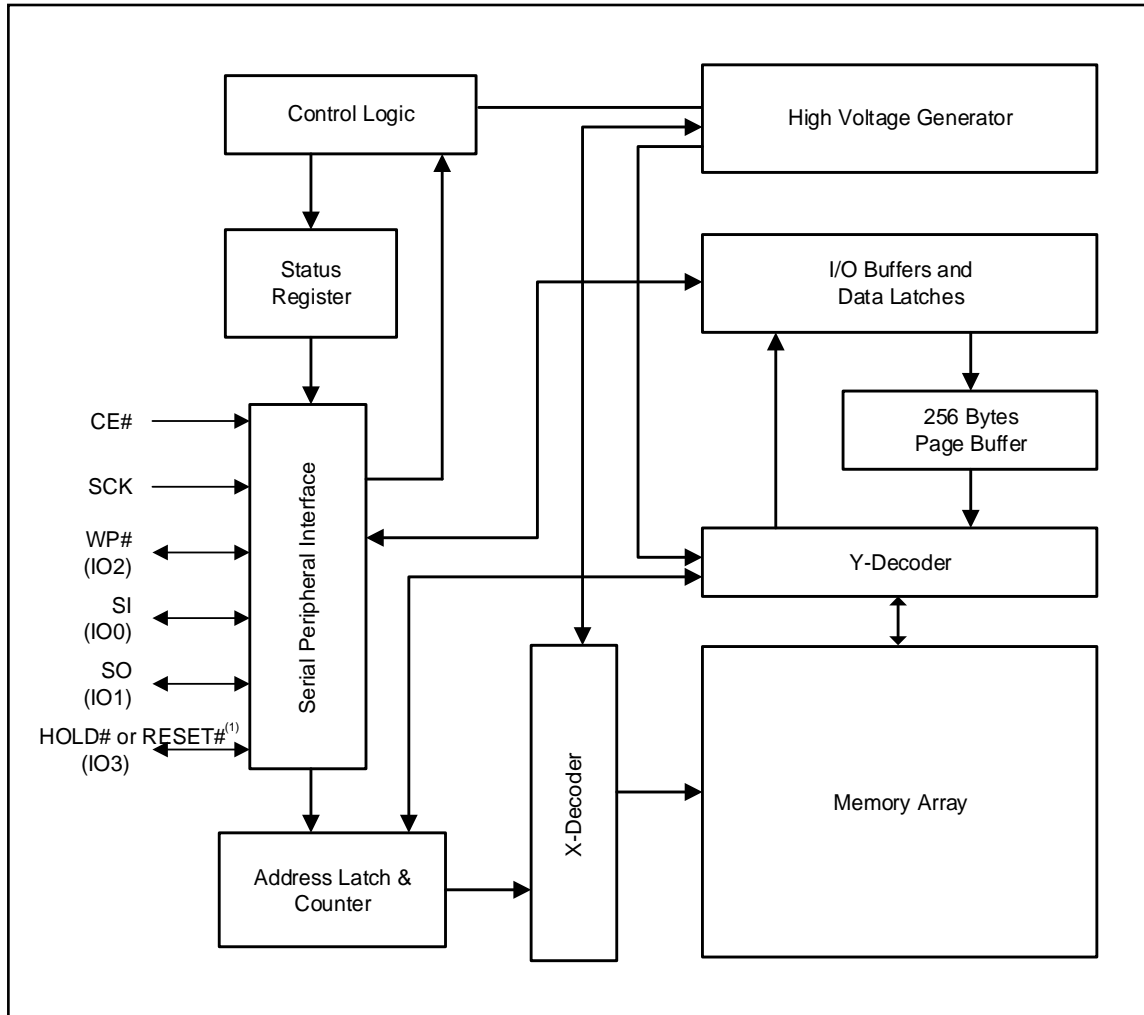 Control Logic
High Voltage Generator
Status
Register
I/O Buffers and
Data Latches
256 Bytes
Page Buffer
CE#
SCK
WP#
(IO2)
SI
(IO0)
SO
(IO1)
HOLD# or RESET#(1)
(IO3)
Serial Peripheral Interface
Y-Decoder
X-Decoder
Memory Array
Address Latch &
Counter